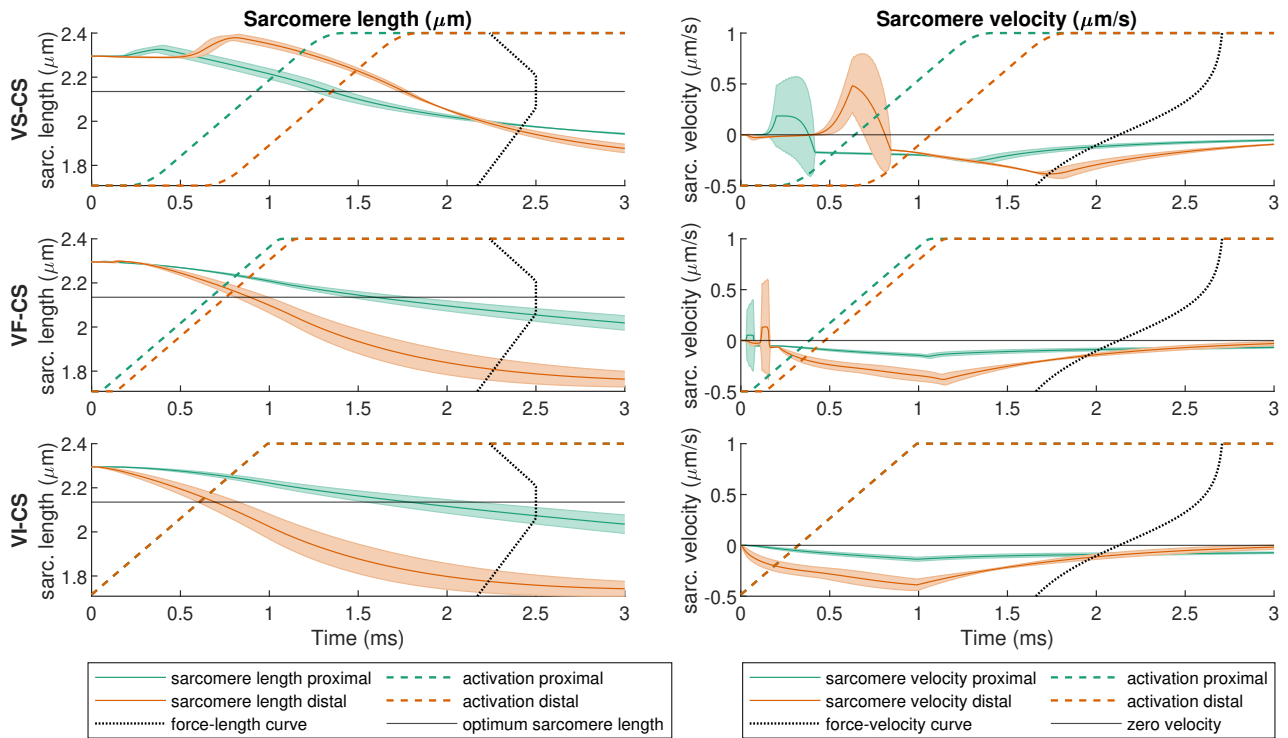 Sarcomere length (μm)
Sarcomere velocity (μm/s)
VS-CS
sarc. length (μm)
2.4
2.2
2
1.8
0 0.5 1 1.5 2 2.5 3
sarc. velocity (μm/s)
1
0.5
0
-0.5
0 0.5 1 1.5 2 2.5 3
VF-CS
sarc. length (μm)
2.4
2.2
2
1.8
0 0.5 1 1.5 2 2.5 3
sarc. velocity (μm/s)
1
0.5
0
-0.5
0 0.5 1 1.5 2 2.5 3
VI-CS
sarc. length (μm)
2.4
2.2
2
1.8
0 0.5 1 1.5 2 2.5 3
Time (ms)
sarc. velocity (μm/s)
1
0.5
0
-0.5
0 0.5 1 1.5 2 2.5 3
Time (ms)
sarcomere length proximal
activation proximal
sarcomere length distal
activation distal
force-length curve
optimum sarcomere length
sarcomere velocity proximal
activation proximal
sarcomere velocity distal
activation distal
force-velocity curve
zero velocity